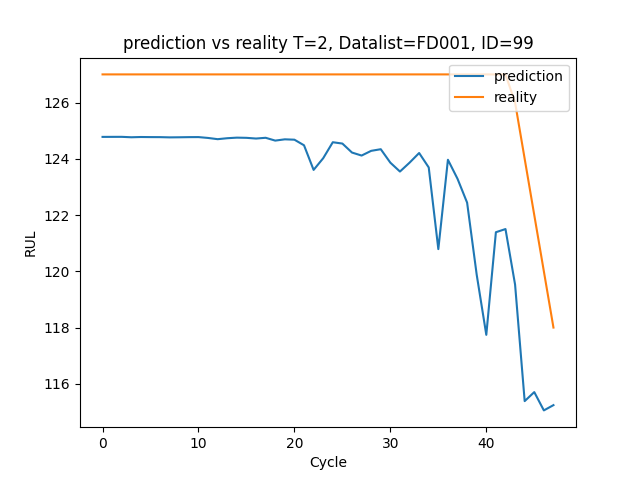 prediction vs reality T=2, Datalist=FD001, ID=99
prediction
reality
RUL
126
124
122
120
118
116
0 10 20 30 40
Cycle